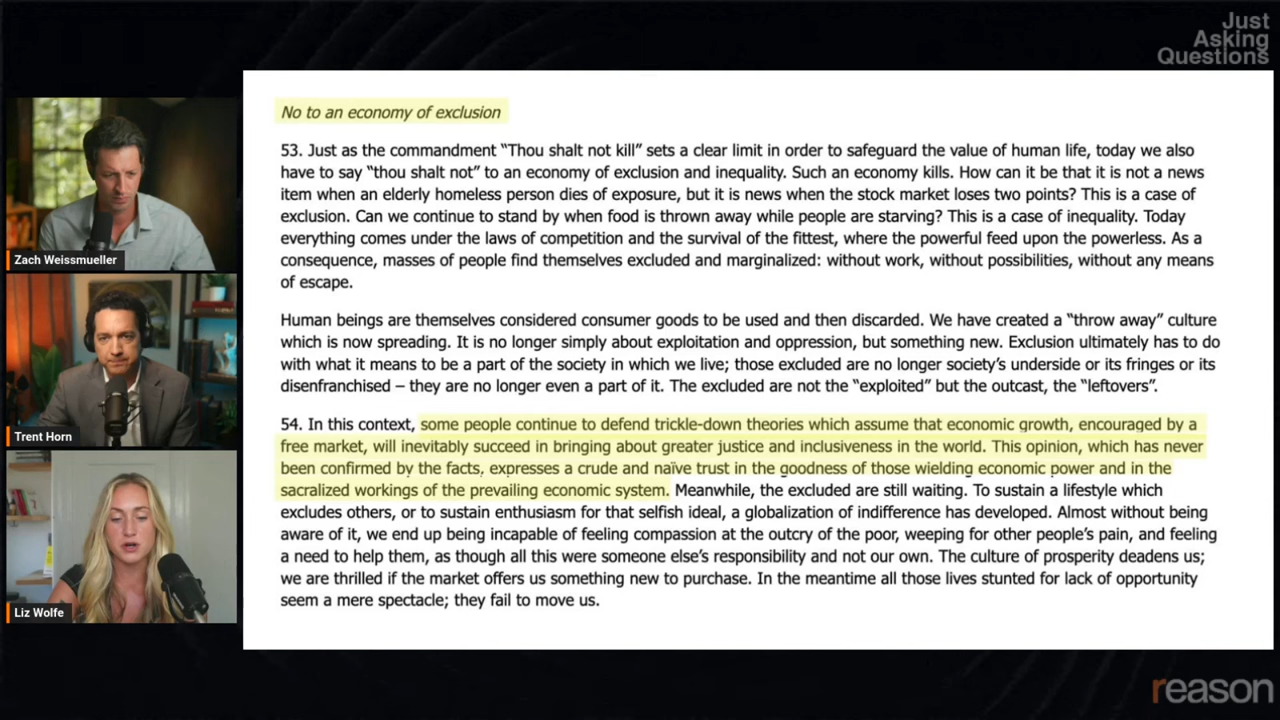 Just
Asking
Questions
No to an economy of exclusion
53. Just as the commandment “Thou shalt not kill” sets a clear limit in order to safeguard the value of human life, today we also
have to say “thou shalt not” to an economy of exclusion and inequality. Such an economy kills. How can it be that it is not a news
item when an elderly homeless person dies of exposure, but it is news when the stock market loses two points? This is a case of
exclusion. Can we continue to stand by when food is thrown away while people are starving? This is a case of inequality. Today
everything comes under the laws of competition and the survival of the fittest, where the powerful feed upon the powerless. As a
consequence, masses of people find themselves excluded and marginalized: without work, without possibilities, without any means
of escape.
Human beings are themselves considered consumer goods to be used and then discarded. We have created a “throw away” culture
which is now spreading. It is no longer simply about exploitation and oppression, but something new. Exclusion ultimately has to do
with what it means to be a part of the society in which we live; those excluded are no longer society’s underside or its fringes or its
disenfranchised – they are no longer even a part of it. The excluded are not the “exploited” but the outcast, the “leftovers”.
54. In this context, some people continue to defend trickle-down theories which assume that economic growth, encouraged by a
free market, will inevitably succeed in bringing about greater justice and inclusiveness in the world. This opinion, which has never
been confirmed by the facts, expresses a crude and naïve trust in the goodness of those wielding economic power and in the
sacralized workings of the prevailing economic system. Meanwhile, the excluded are still waiting. To sustain a lifestyle which
excludes others, or to sustain enthusiasm for that selfish ideal, a globalization of indifference has developed. Almost without being
aware of it, we end up being incapable of feeling compassion at the outcry of the poor, weeping for other people’s pain, and feeling
a need to help them, as though all this were someone else’s responsibility and not our own. The culture of prosperity deadens us;
we are thrilled if the market offers us something new to purchase. In the meantime all those lives stunted for lack of opportunity
seem a mere spectacle; they fail to move us.
Zach Weissmueller
Trent Horn
Liz Wolfe
reason